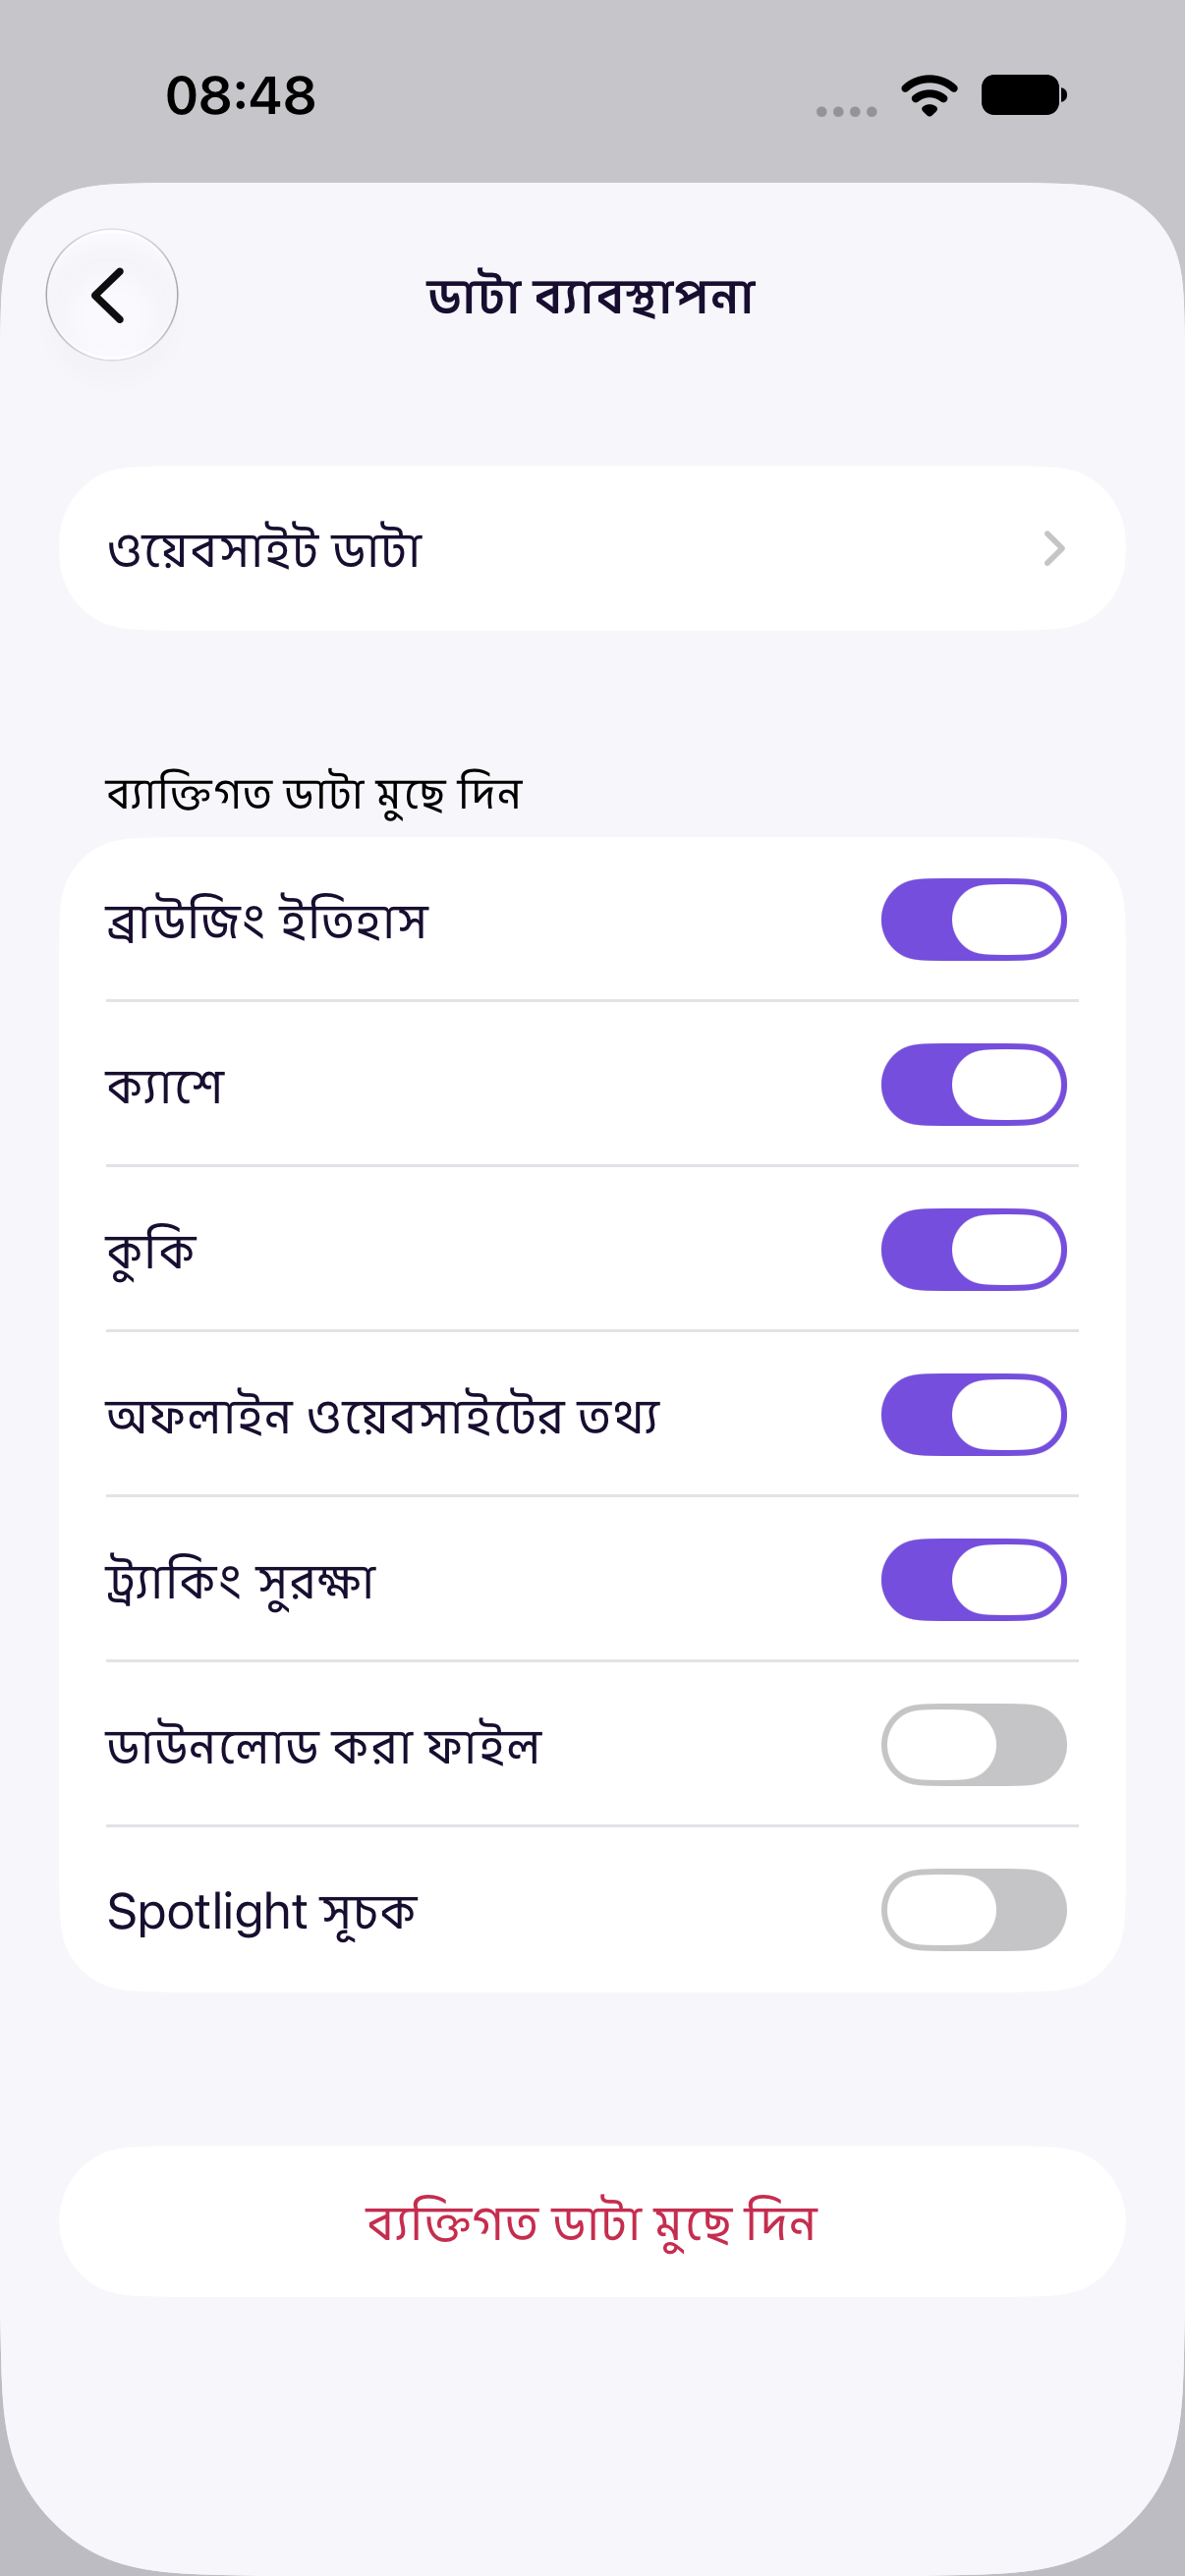 08:48
ডাটা ব্যাবস্থাপনা
ওয়েবসাইট ডাটা
ব্যাক্তিগত ডাটা মুছে দিন
ব্রাউজিং ইতিহাস
ক্যাশে
কুকি
অফলাইন ওয়েবসাইটের তথ্য
ট্র্যাকিং সুরক্ষা
ডাউনলোড করা ফাইল
Spotlight সূচক
ব্যক্তিগত ডাটা মুছে দিন